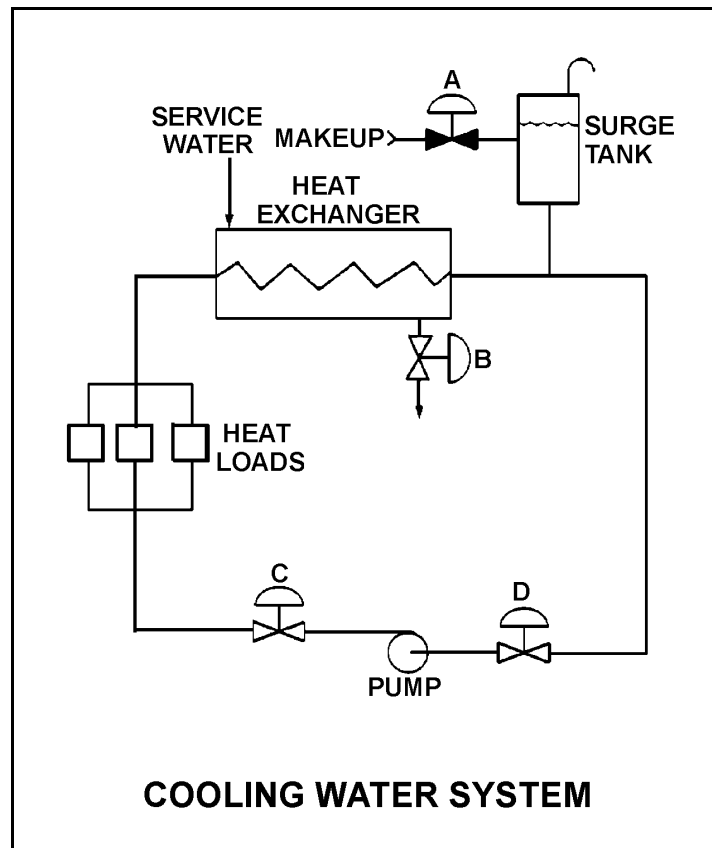 A
SERVICE
WATER
MAKEUP
SURGE
TANK
HEAT
EXCHANGER
B
HEAT
LOADS
C
D
PUMP
COOLING WATER SYSTEM